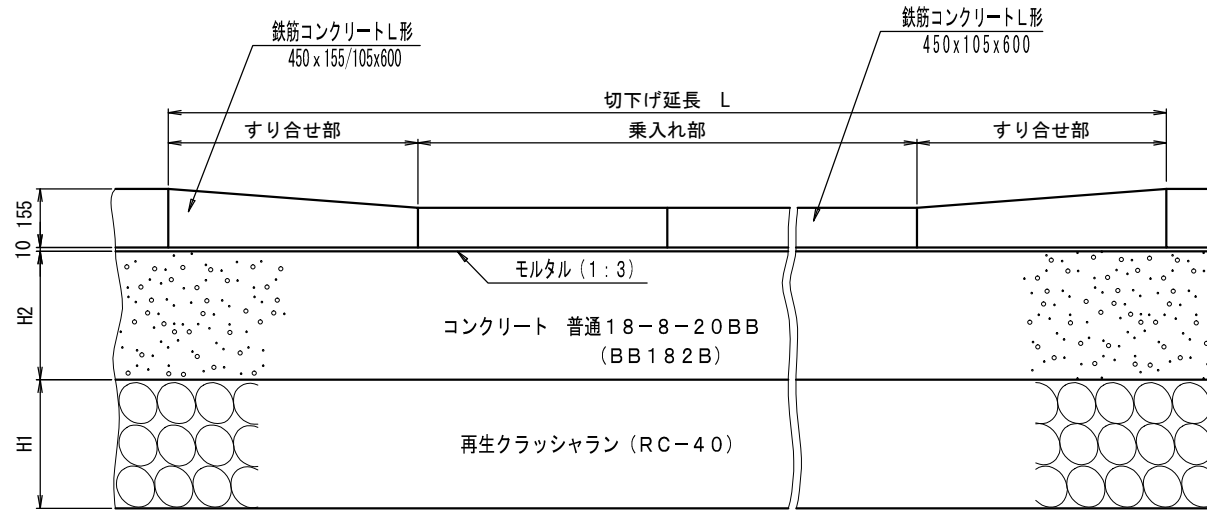 鉄筋コンクリートL形
450x155/105x600
鉄筋コンクリートL形
450x105x600
切下げ延長 L
すり合せ部
乗入れ部
すり合せ部
155
10
モルタル(1:3)
H2
コンクリート 普通18-8-20BB
(BB182B)
H1
再生クラッシャラン(RC-40)